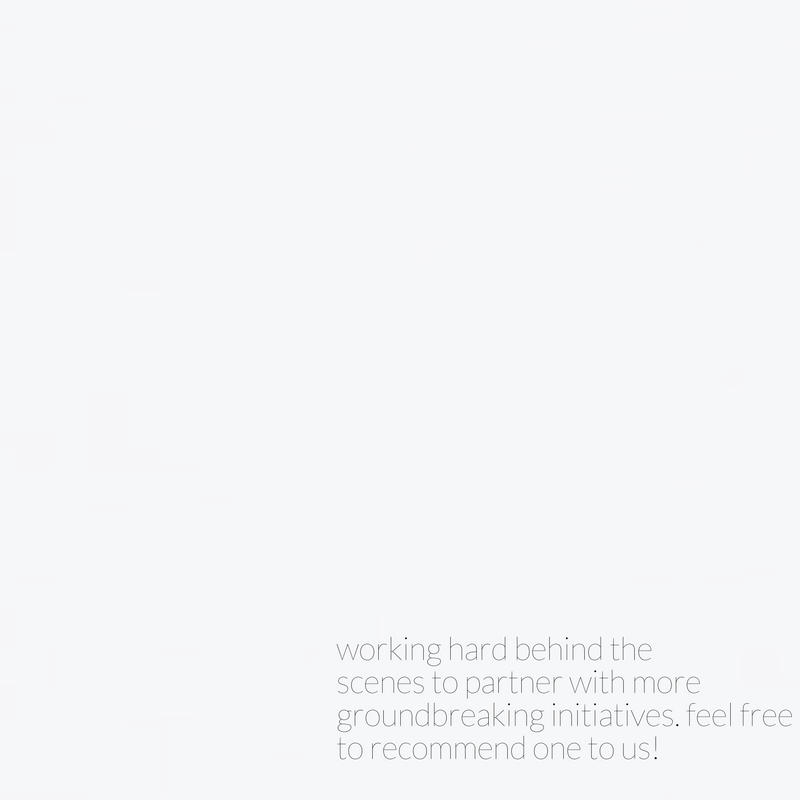 working hard behind the
scenes to partner with more
groundbreaking initiatives. feel free
to recommend one to us!